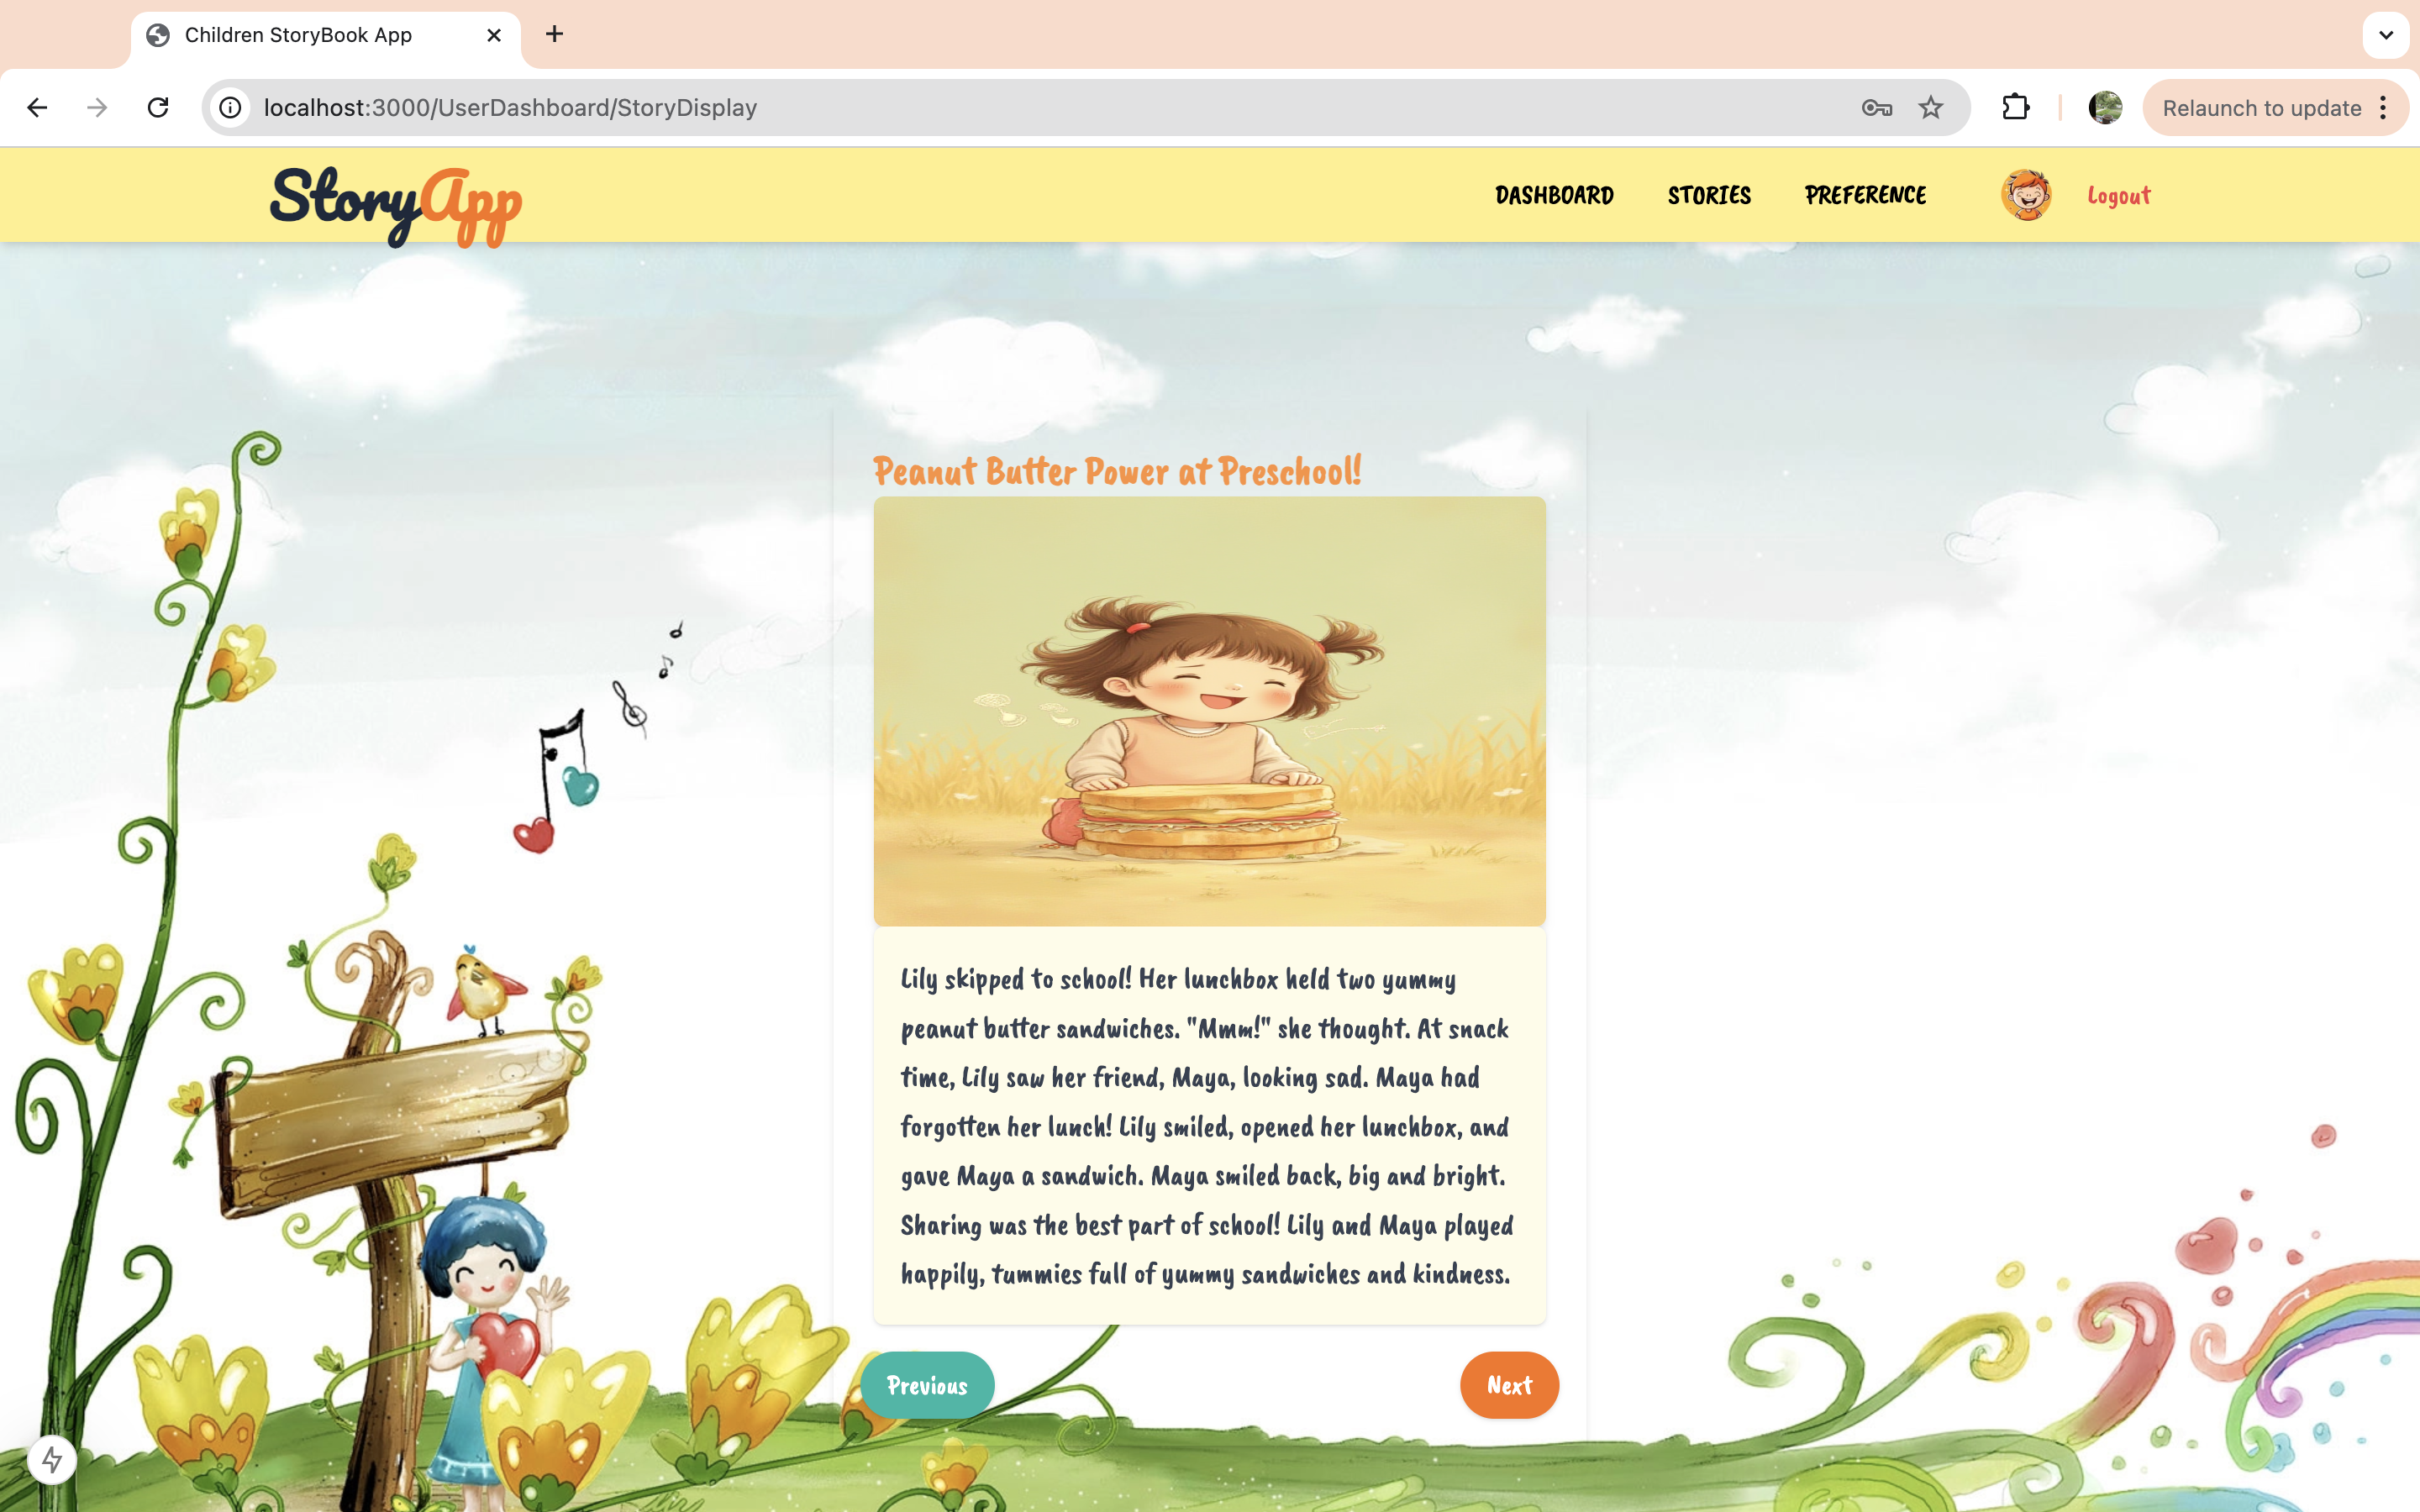 Children StoryBook App
localhost:3000/UserDashboard/StoryDisplay
Relaunch to update
StoryApp
DASHBOARD
STORIES
PREFERENCE
Logout
Peanut Butter Power at Preschool!
Lily skipped to school! Her lunchbox held two yummy
peanut butter sandwiches. "Mmm!" she thought. At snack
time, Lily saw her friend, Maya, looking sad. Maya had
forgotten her lunch! Lily smiled, opened her lunchbox, and
gave Maya a sandwich. Maya smiled back, big and bright.
Sharing was the best part of school! Lily and Maya played
happily, tummies full of yummy sandwiches and kindness.
Previous
Next